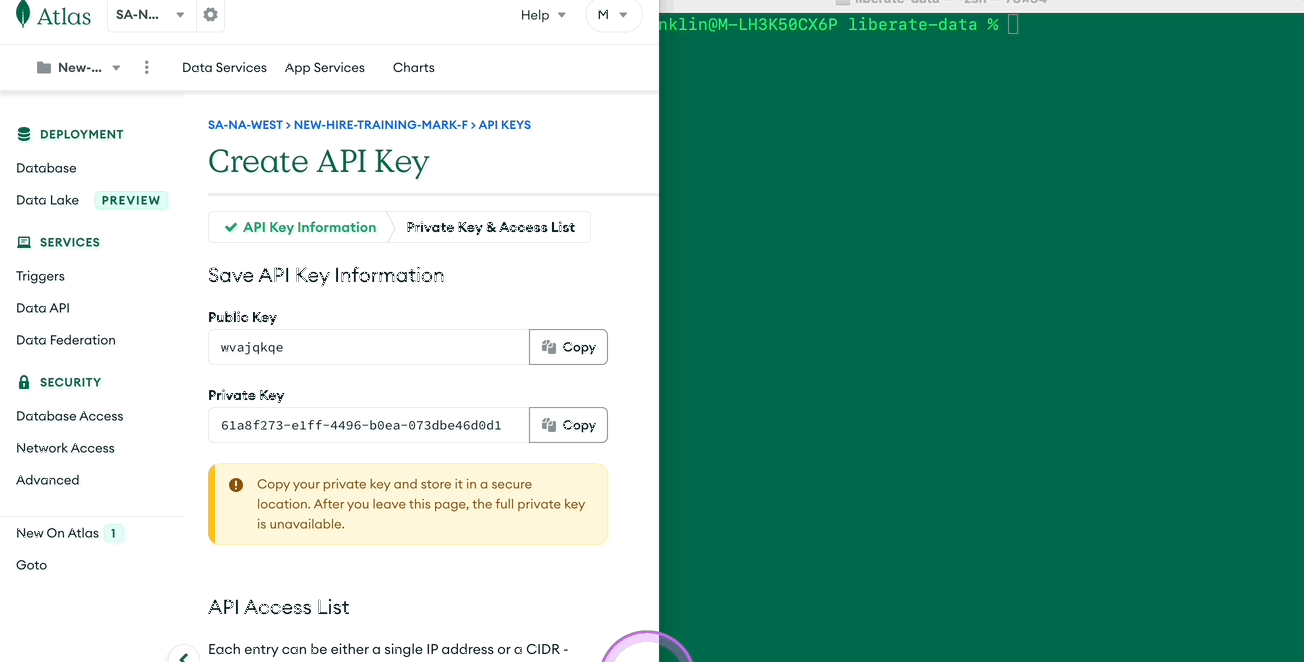 Atlas
SA-N...
Help
M
New-...
Data Services
App Services
Charts
DEPLOYMENT
Database
Data Lake
PREVIEW
SERVICES
Triggers
Data API
Data Federation
SECURITY
Database Access
Network Access
Advanced
New On Atlas 1
Goto
SA-NA-WEST > NEW-HIRE-TRAINING-MARK-F > API KEYS
Create API Key
API Key Information
Private Key & Access List
Save API Key Information
Public Key
wvajqkqe
Copy
Private Key
61a8f273-e1ff-4496-b0ea-073dbe46d0d1
Copy
Copy your private key and store it in a secure
location. After you leave this page, the full private key
is unavailable.
API Access List
Each entry can be either a single IP address or a CIDR -
nklin@M-LH3K50CX6P liberate-data %